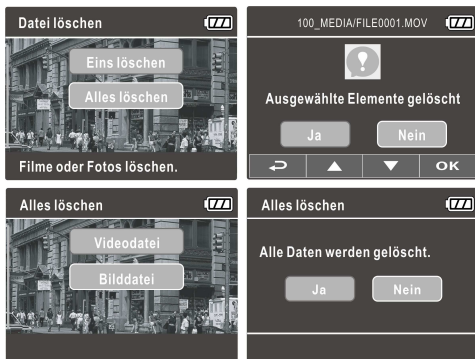 Datei löschen
Eins löschen
Alles löschen
Filme oder Fotos löschen.
100_MEDIA/FILE0001.MOV
Ausgewählte Elemente gelöscht
Ja
Nein
OK
Alles löschen
Videodatei
Bilddatei
Alles löschen
Alle Daten werden gelöscht.
Ja
Nein